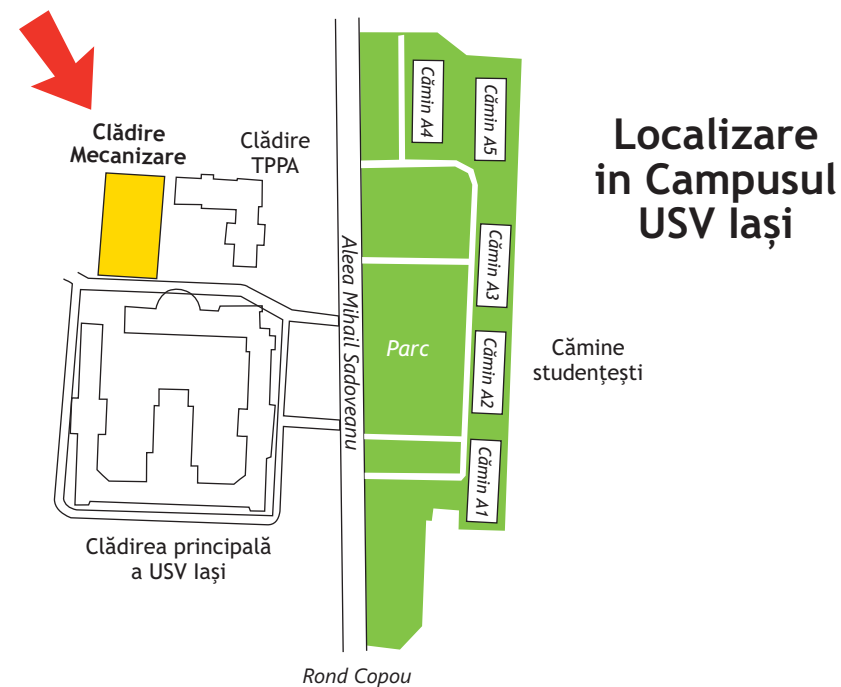 Localizare
in Campusul
USV Iași
Clădire
Mecanizare
Clădire
TPPA
Cămin A4
Cămin A5
Aleea Mihail Sadoveanu
Cămin A3
Parc
Cămin A2
Cămine
studențești
Cămin A1
Clădirea principală
a USV Iași
Rond Copou